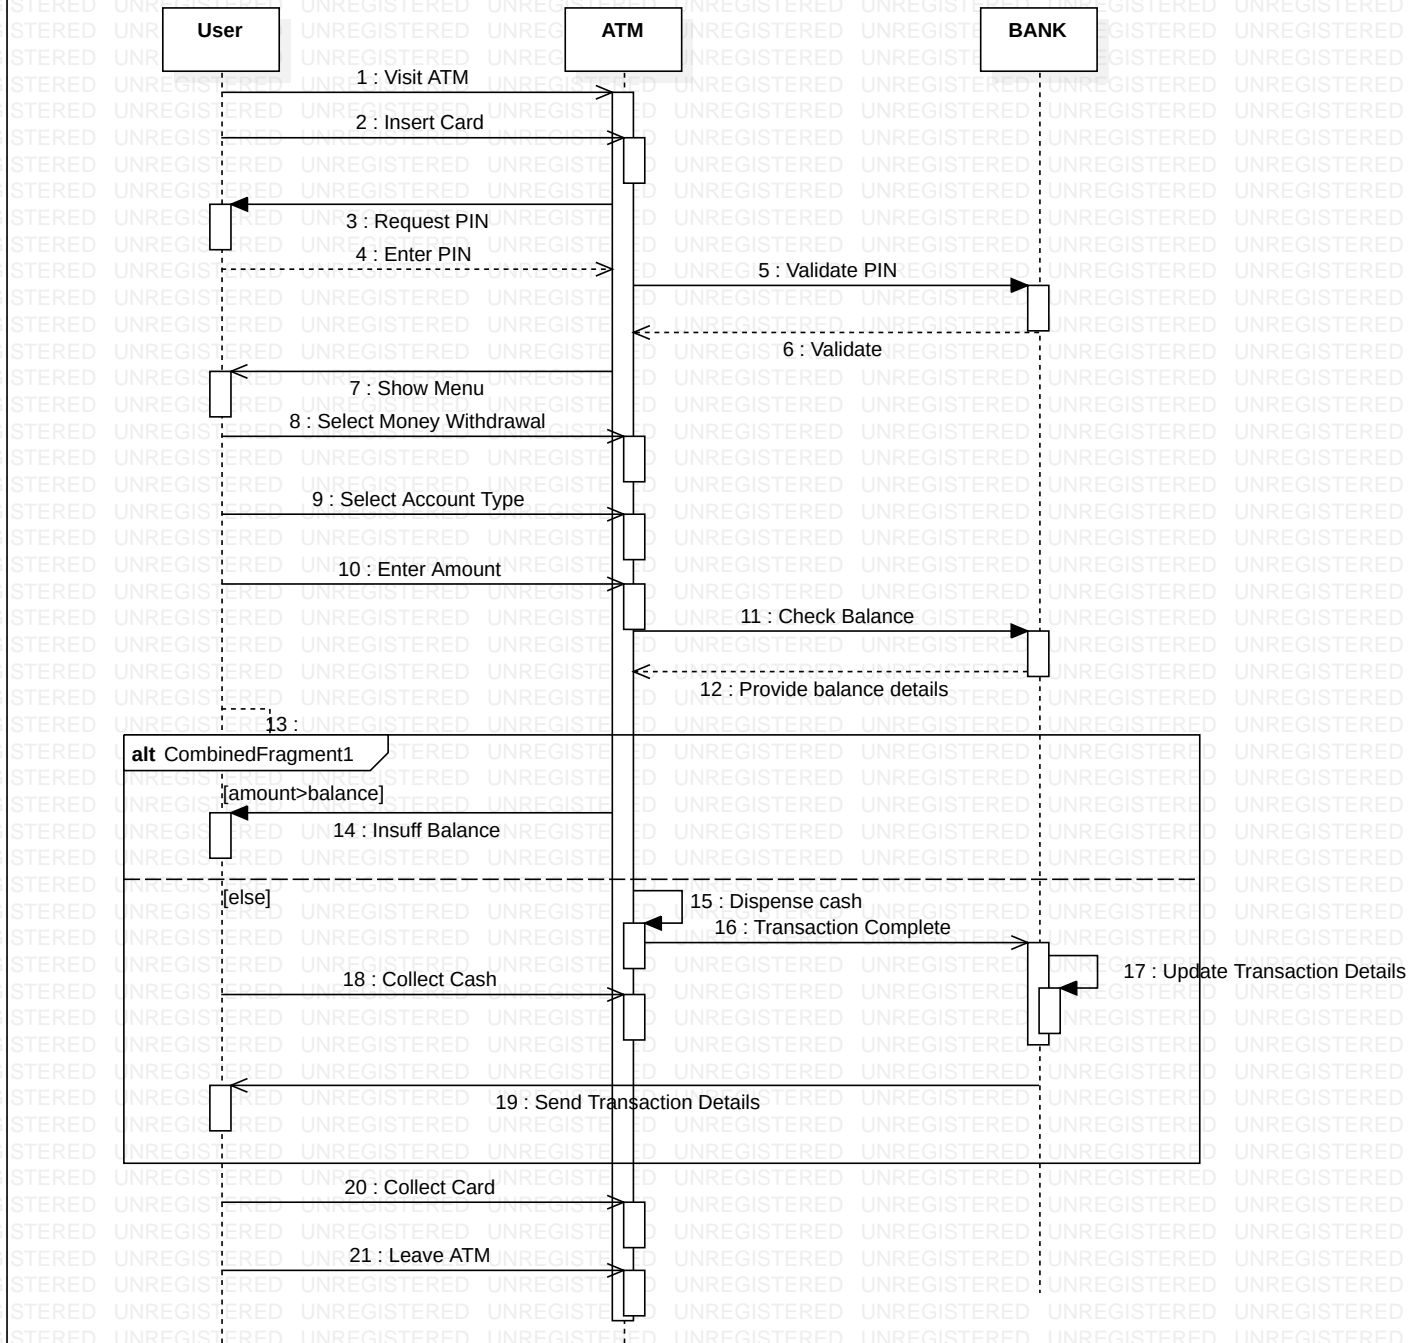 User
ATM
BANK
1 : Visit ATM
2 : Insert Card
3 : Request PIN
4 : Enter PIN
5 : Validate PIN
6 : Validate
7 : Show Menu
8 : Select Money Withdrawal
9 : Select Account Type
10 : Enter Amount
11 : Check Balance
12 : Provide balance details
13 :
alt CombinedFragment1
[amount>balance]
14 : Insuff Balance
[else]
15 : Dispense cash
16 : Transaction Complete
17 : Update Transaction Details
18 : Collect Cash
19 : Send Transaction Details
20 : Collect Card
21 : Leave ATM
UNREGISTERED